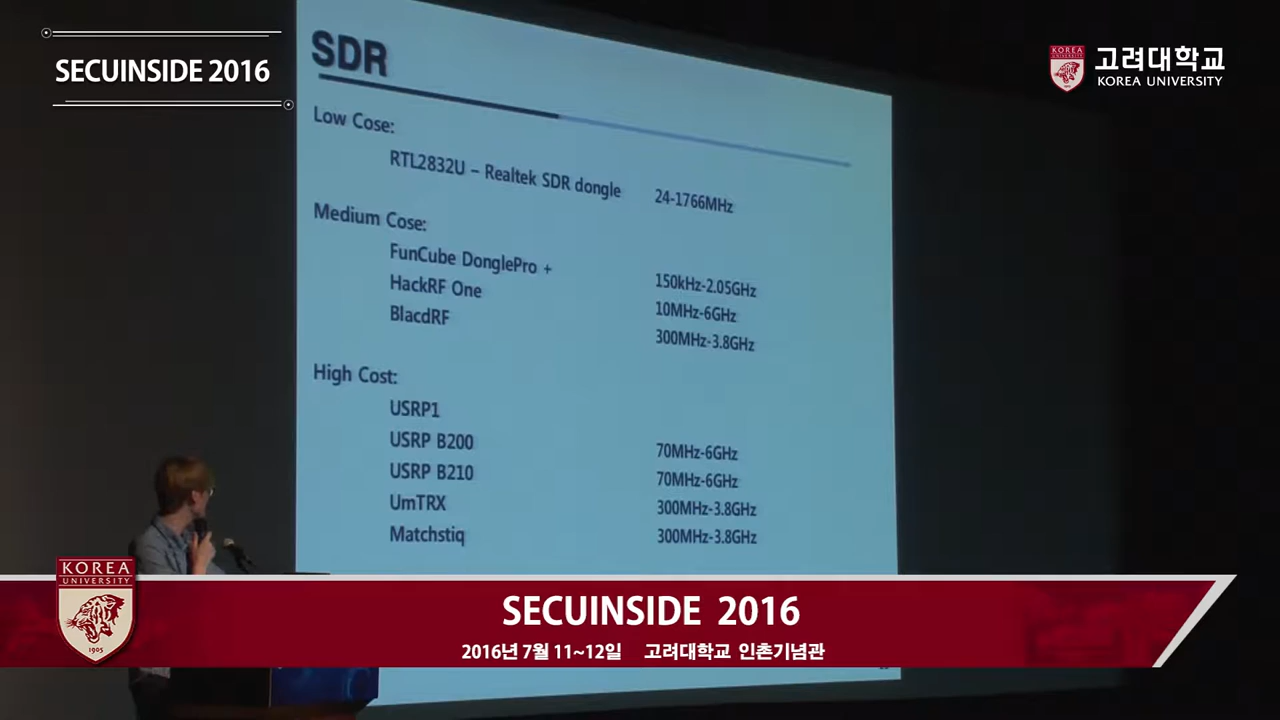 SECUINSIDE 2016
KOREA
1905
고려대학교
KOREA UNIVERSITY
SDR
Low Cose:
RTL2832U – Realtek SDR dongle 24-1766MHz
Medium Cose:
FunCube DonglePro + 150kHz-2.05GHz
HackRF One 10MHz-6GHz
BlacdRF 300MHz-3.8GHz
High Cost:
USRP1
USRP B200 70MHz-6GHz
USRP B210 70MHz-6GHz
UmTRX 300MHz-3.8GHz
Matchstiq 300MHz-3.8GHz
KOREA
UNIVERSITY
1905
SECUINSIDE 2016
2016년 7월 11~12일 고려대학교 인촌기념관